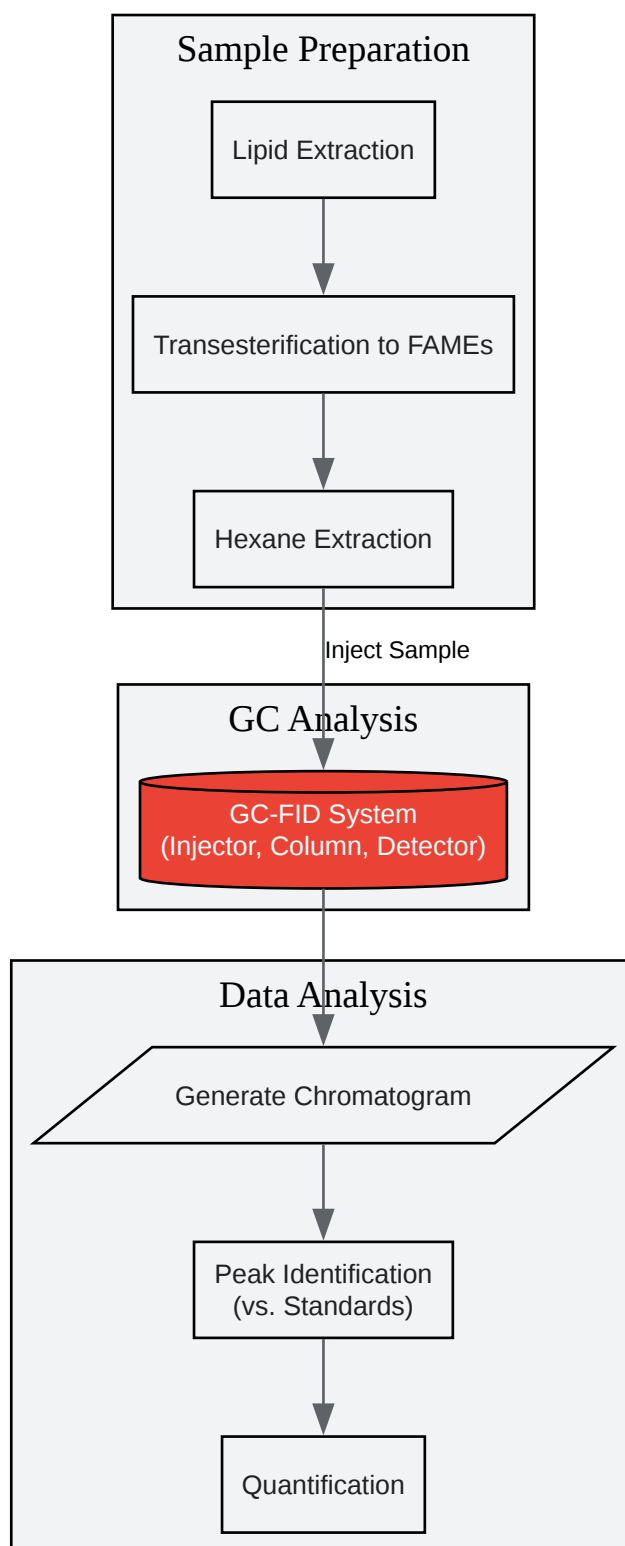 Sample Preparation
Lipid Extraction
Transesterification to FAMEs
Hexane Extraction
Inject Sample
GC Analysis
GC-FID System
(Injector, Column, Detector)
Data Analysis
Generate Chromatogram
Peak Identification
(vs. Standards)
Quantification